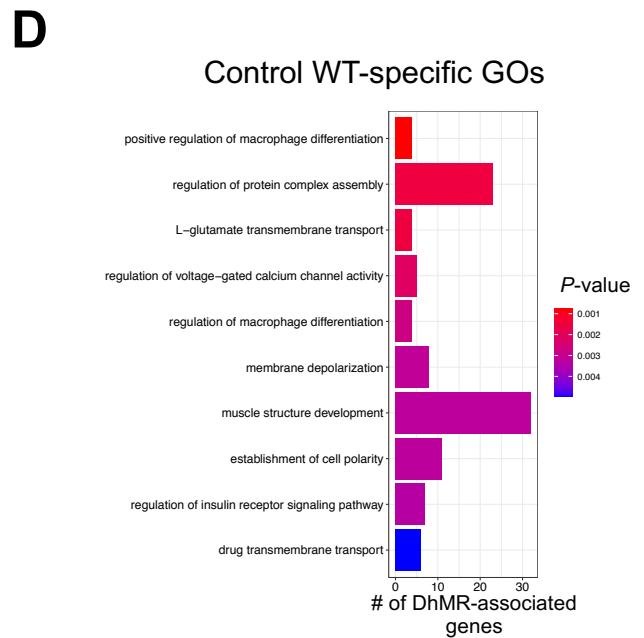 D
Control WT-specific GOs
positive regulation of macrophage differentiation
regulation of protein complex assembly
L−glutamate transmembrane transport
regulation of voltage−gated calcium channel activity
regulation of macrophage differentiation
membrane depolarization
muscle structure development
establishment of cell polarity
regulation of insulin receptor signaling pathway
drug transmembrane transport
0 10 20 30
# of DhMR-associated
genes
P-value
0.001
0.002
0.003
0.004